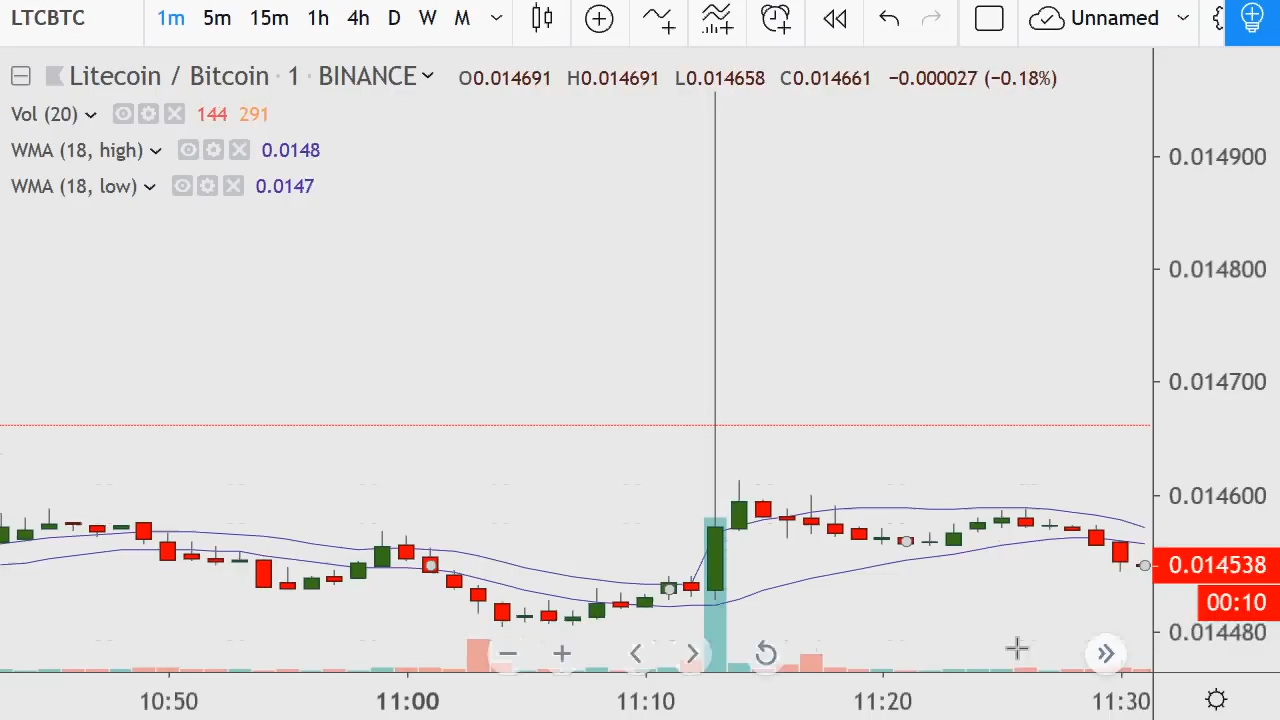 LTCBTC 1m 5m 15m 1h 4h D W M Unnamed
Litecoin / Bitcoin · 1 · BINANCE O0.014691 H0.014691 L0.014658 C0.014661 −0.000027 (−0.18%)
Vol (20) 144 291
WMA (18, high) 0.0148
WMA (18, low) 0.0147
0.014900
0.014800
0.014700
0.014600
0.014538
00:10
0.014480
10:50 11:00 11:10 11:20 11:30